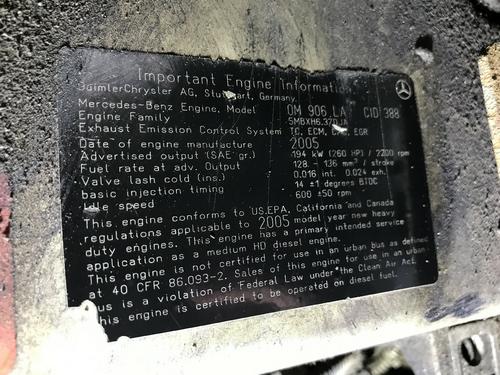 Important Engine Information
DaimlerChrysler AG, Stuttgart, Germany
Mercedes-Benz Engine, Model OM 906 LA CID 388
Engine Family 5MBXH6.37DJA
Exhaust Emission Control System TC, ECM, EGR
Date of engine manufacture 2005
Advertised output (SAE gr.) 194 kW (260 HP) / 2200 rpm
Fuel rate at adv. Output 128 - 136 mm³ / stroke
Valve lash cold (ins.) 0.016 int. 0.024 exh.
basic injection timing 14 ±1 degrees BTDC
Idle speed 600 ±50 rpm
This engine conforms to US.EPA, California and Canada
regulations applicable to 2005 model year new heavy
duty engines. This engine has a primary intended service
application as a medium HD diesel engine.
This engine is not certified for use in an urban bus as defined
at 40 CFR 86.093-2. Sales of this engine for use in an urban
bus is a violation of Federal Law under the Clean Air Act.
This engine is certified to be operated on diesel fuel.